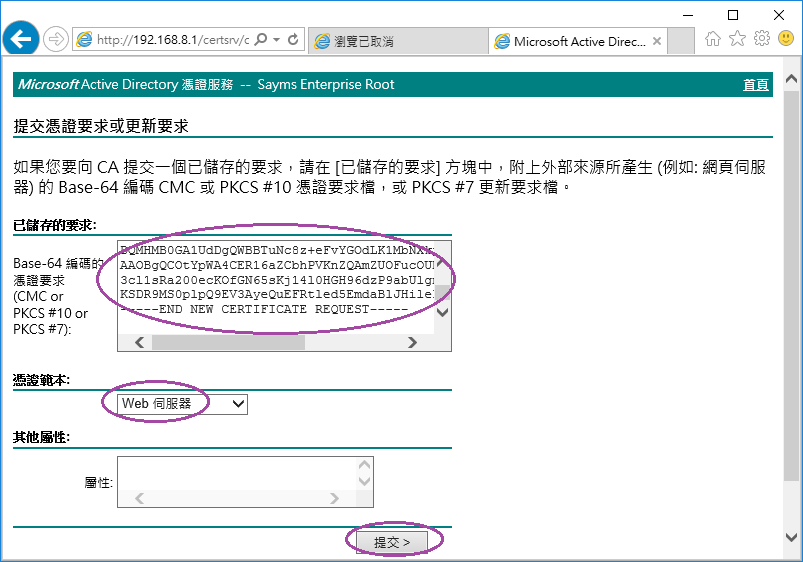 http://192.168.8.1/certsrv/c
瀏覽已取消
Microsoft Active Direc...
Microsoft Active Directory 憑證服務 -- Sayms Enterprise Root
首頁
提交憑證要求或更新要求
如果您要向 CA 提交一個已儲存的要求，請在 [已儲存的要求] 方塊中，附上外部來源所產生 (例如: 網頁伺服
器) 的 Base-64 編碼 CMC 或 PKCS #10 憑證要求檔，或 PKCS #7 更新要求檔。
已儲存的要求:
Base-64 編碼的
憑證要求
(CMC or
PKCS #10 or
PKCS #7):
BQMHMB0GA1UdDgQWBBTuNc8z+eFvYGOdLK1MbNXk
AAOBgQCOtYpWA4CER16aZCbhPVKnZQAmZUOFucOU
3cl1sRa200ecKOfGN65sKj14l0HGH96dzP9abUlg
KSDR9MS0plpQ9EV3AyeQuEFRtled5EmdaBlJHile
-----END NEW CERTIFICATE REQUEST-----
憑證範本:
Web 伺服器
其他屬性:
屬性:
提交 >